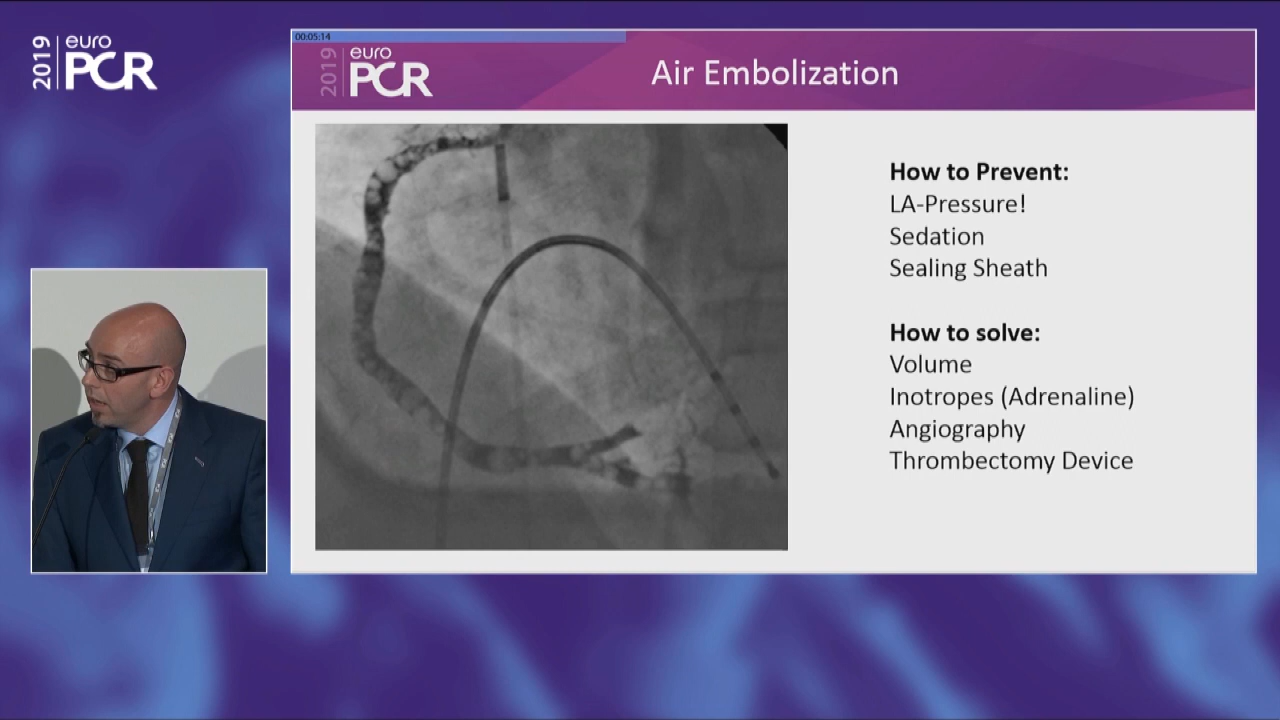 2019
euro
PCR
00:05:14
2019
euro
PCR
Air Embolization
How to Prevent:
LA-Pressure!
Sedation
Sealing Sheath
How to solve:
Volume
Inotropes (Adrenaline)
Angiography
Thrombectomy Device